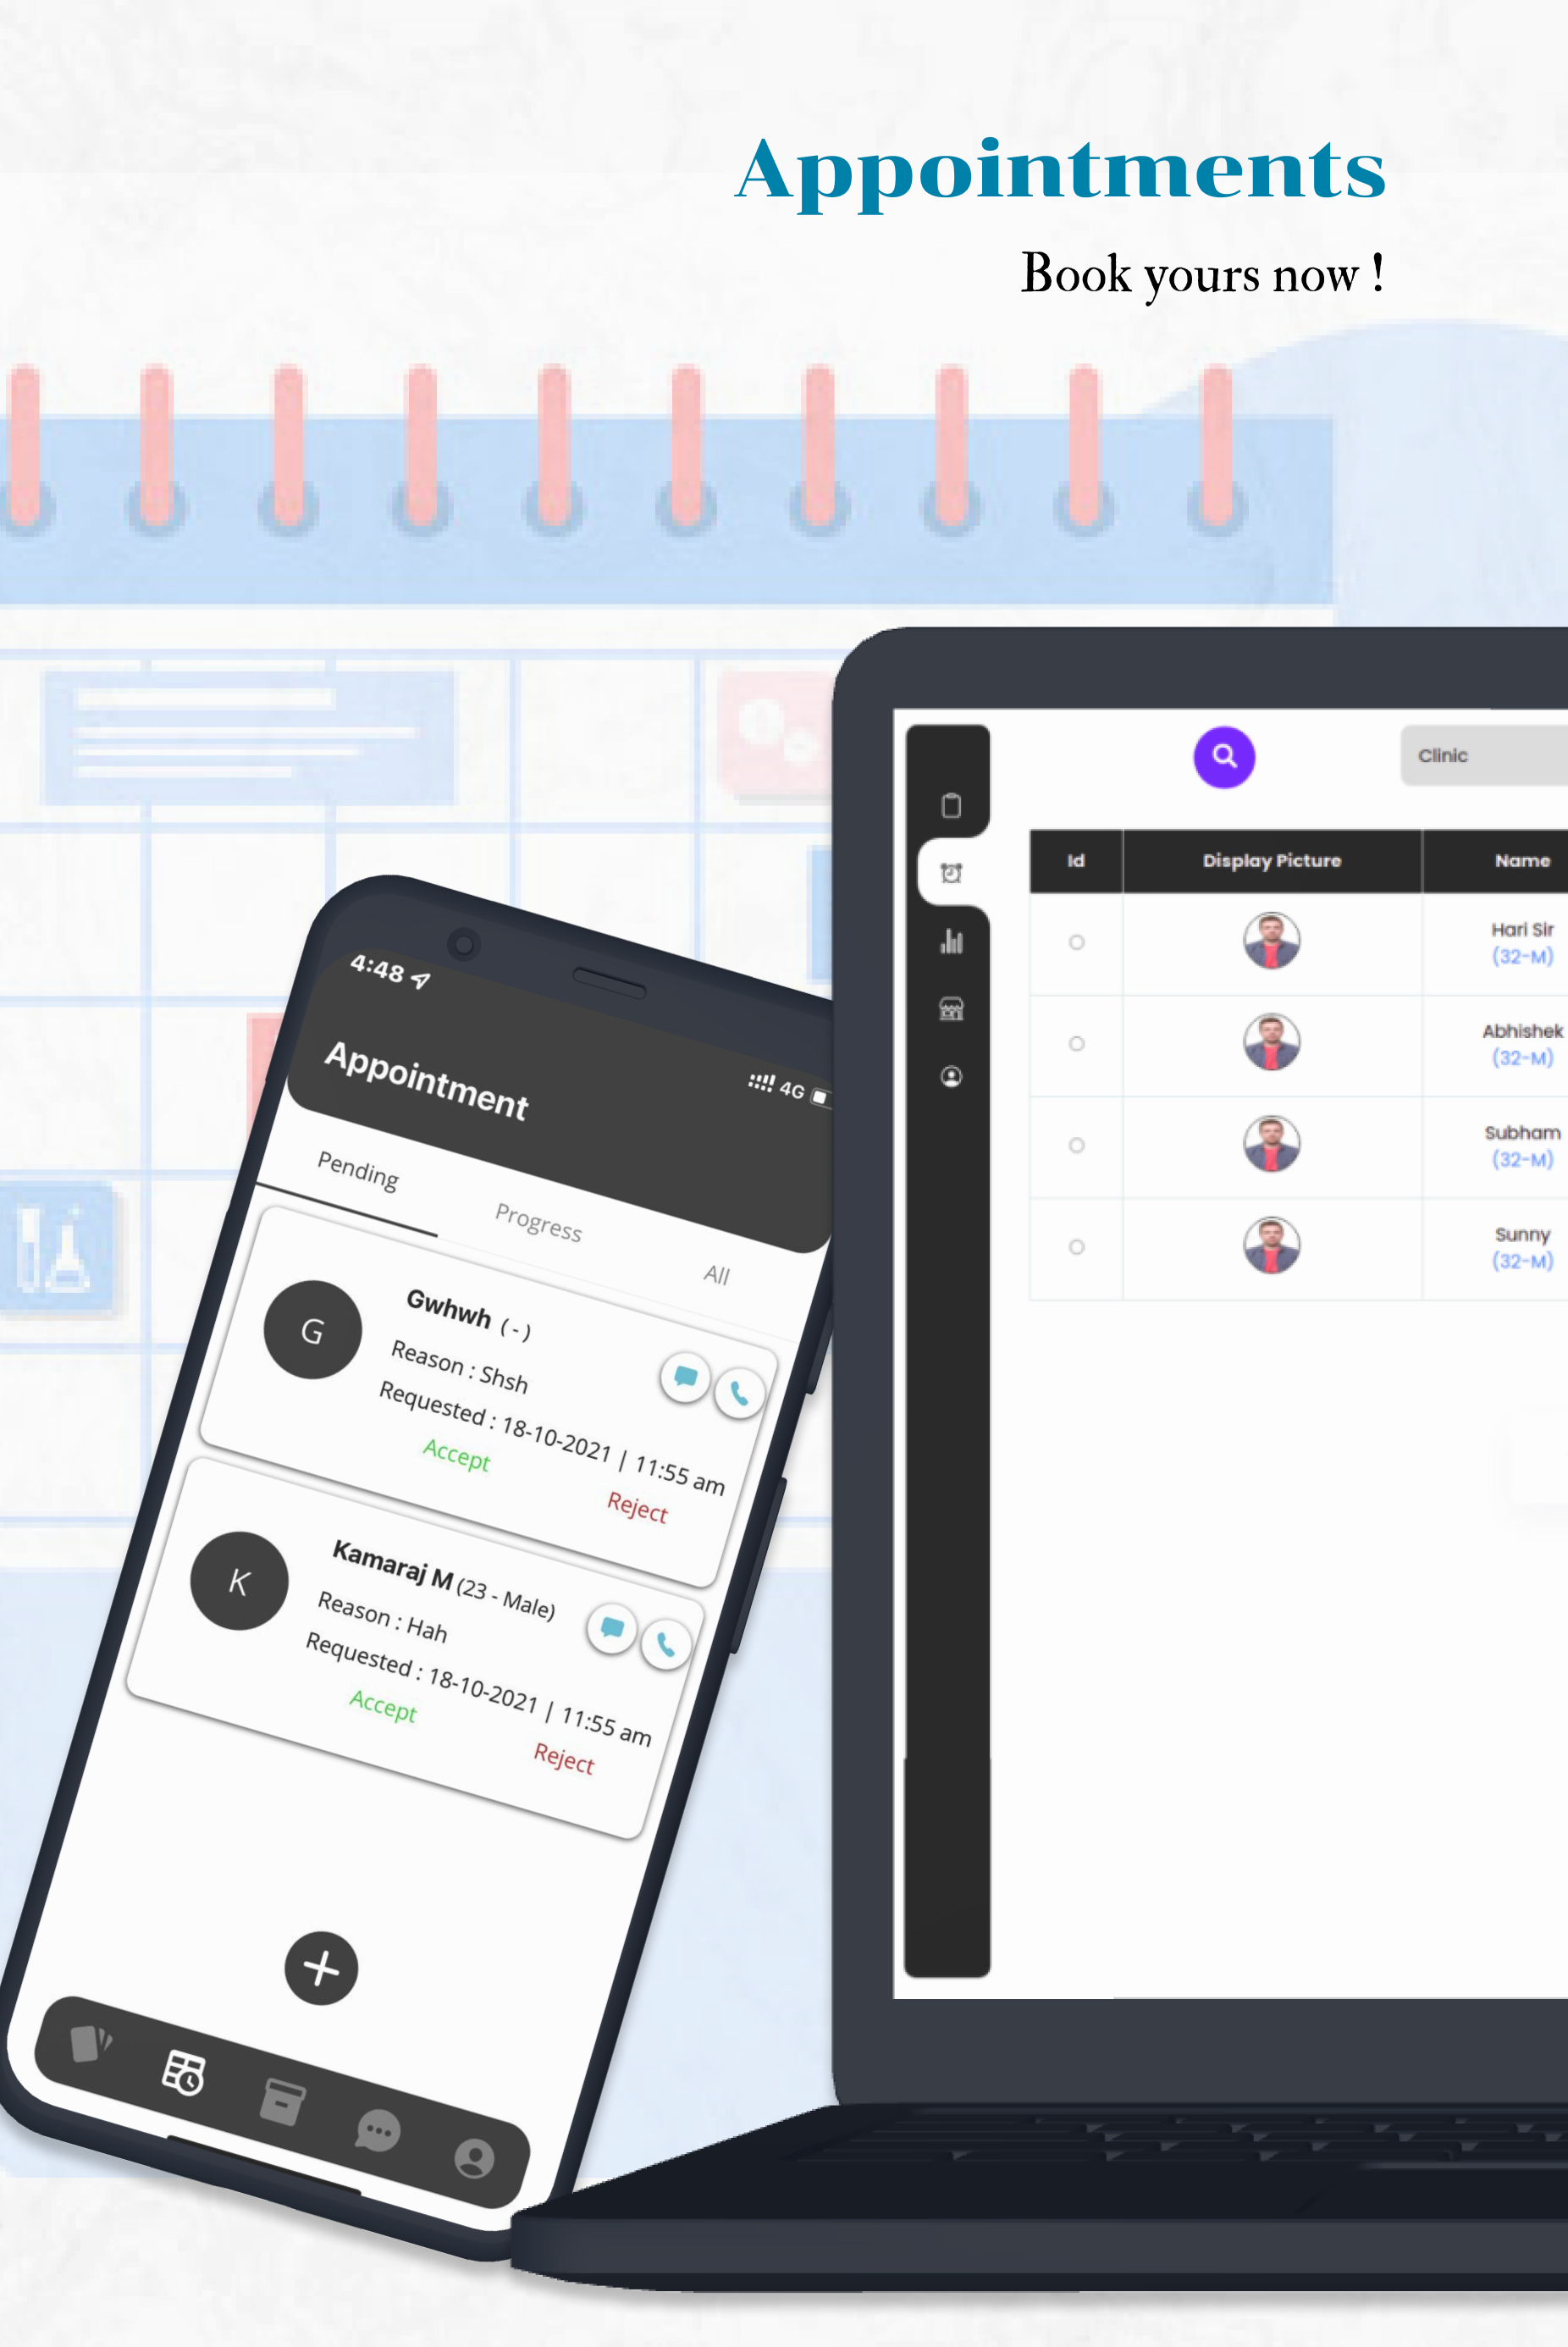 Appointments
Book yours now !
4:48
4G
Appointment
Pending
Progress
All
G
Gwhwh ( - )
Reason : Shsh
Requested : 18-10-2021 | 11:55 am
Accept
Reject
K
Kamaraj M (23 - Male)
Reason : Hah
Requested : 18-10-2021 | 11:55 am
Accept
Reject
Clinic
Id Display Picture Name
Hari Sir
(32-M)
Abhishek
(32-M)
Subham
(32-M)
Sunny
(32-M)